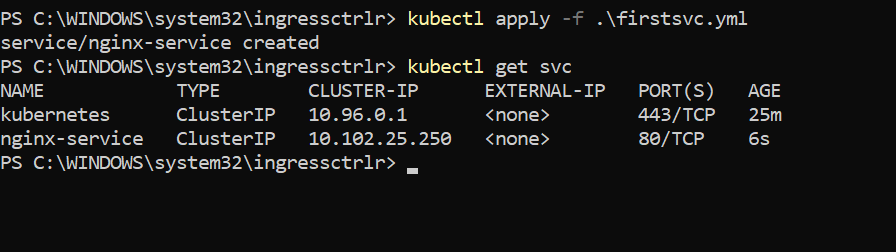 PS C:\WINDOWS\system32\ingressctrlr> kubectl apply -f .\firstsvc.yml
service/nginx-service created
PS C:\WINDOWS\system32\ingressctrlr> kubectl get svc
NAME            TYPE        CLUSTER-IP      EXTERNAL-IP   PORT(S)   AGE
kubernetes      ClusterIP   10.96.0.1       <none>        443/TCP   25m
nginx-service   ClusterIP   10.102.25.250   <none>        80/TCP    6s
PS C:\WINDOWS\system32\ingressctrlr>